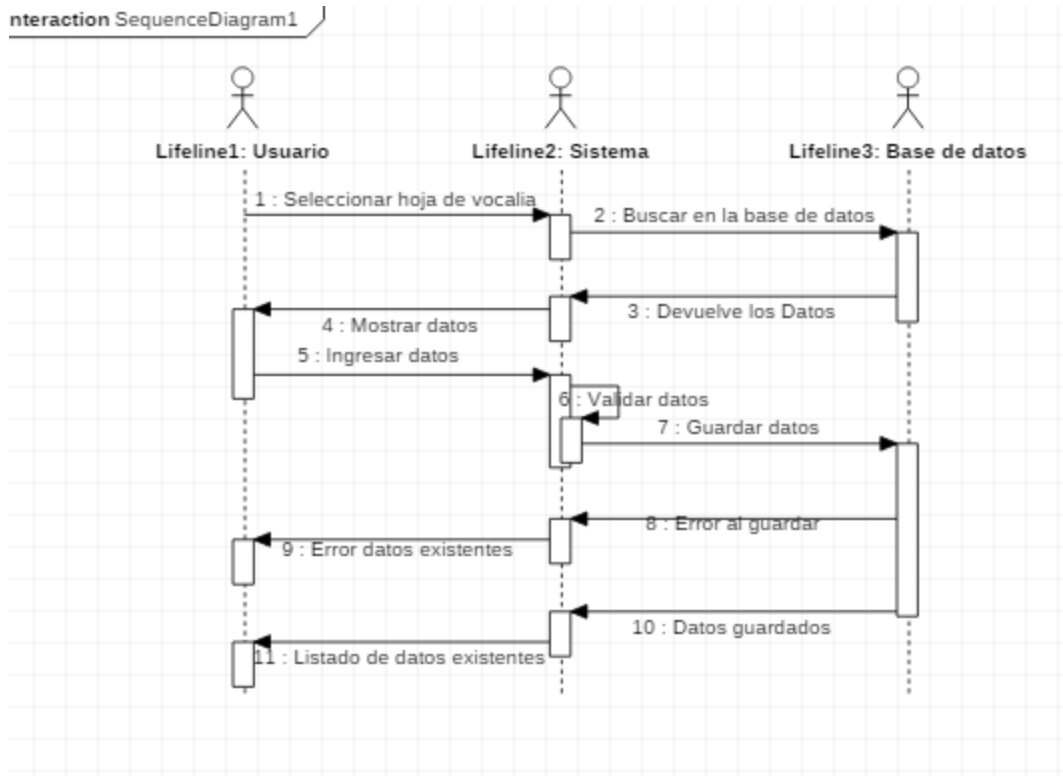 nteraction SequenceDiagram1
Lifeline1: Usuario
Lifeline2: Sistema
Lifeline3: Base de datos
1 : Seleccionar hoja de vocalia
2 : Buscar en la base de datos
3 : Devuelve los Datos
4 : Mostrar datos
5 : Ingresar datos
6 : Validar datos
7 : Guardar datos
8 : Error al guardar
9 : Error datos existentes
10 : Datos guardados
11 : Listado de datos existentes